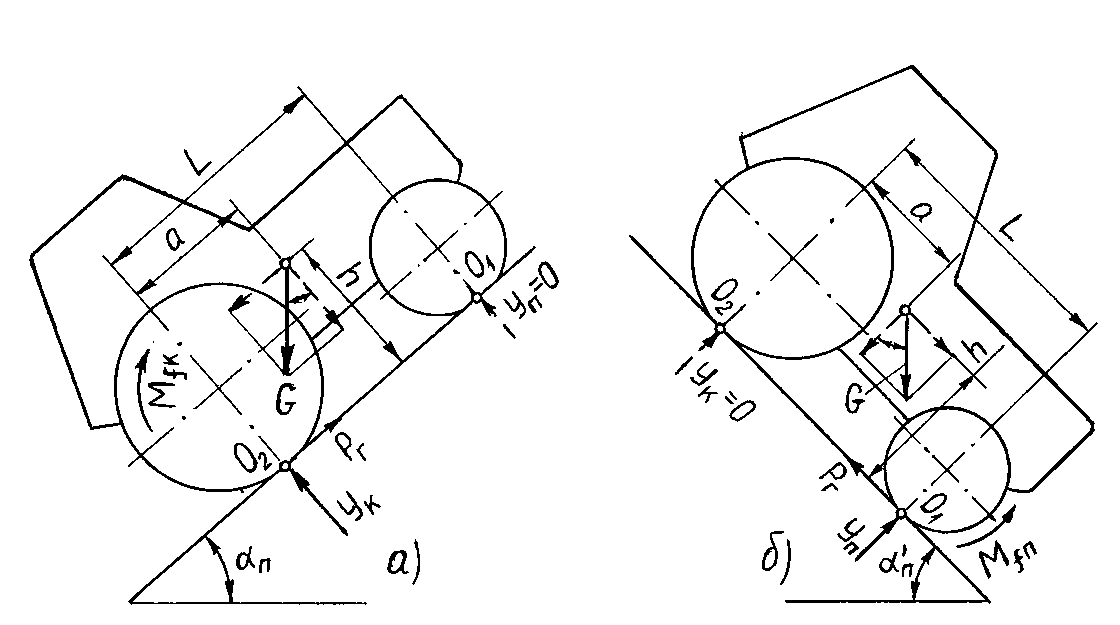 L
a
h
O₁
yп=0
Mfк
G
O₂
Pг
yк
αп
а)
a
L
O₂
h
yк=0
G
Pг
O₁
yп
Mfп
α'п
б)